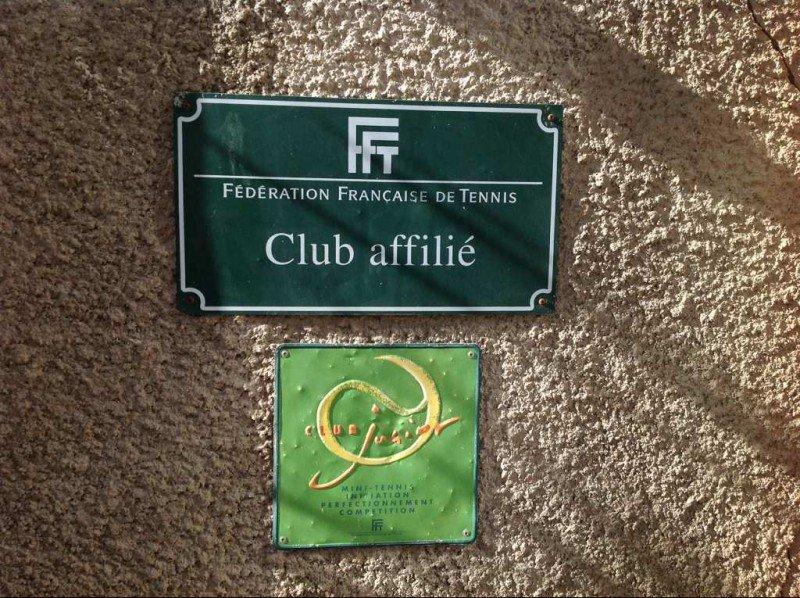 FFT
FÉDÉRATION FRANÇAISE DE TENNIS
Club affilié
CLUB junior
MINI-TENNIS
INITIATION
PERFECTIONNEMENT
COMPETITION
FFT